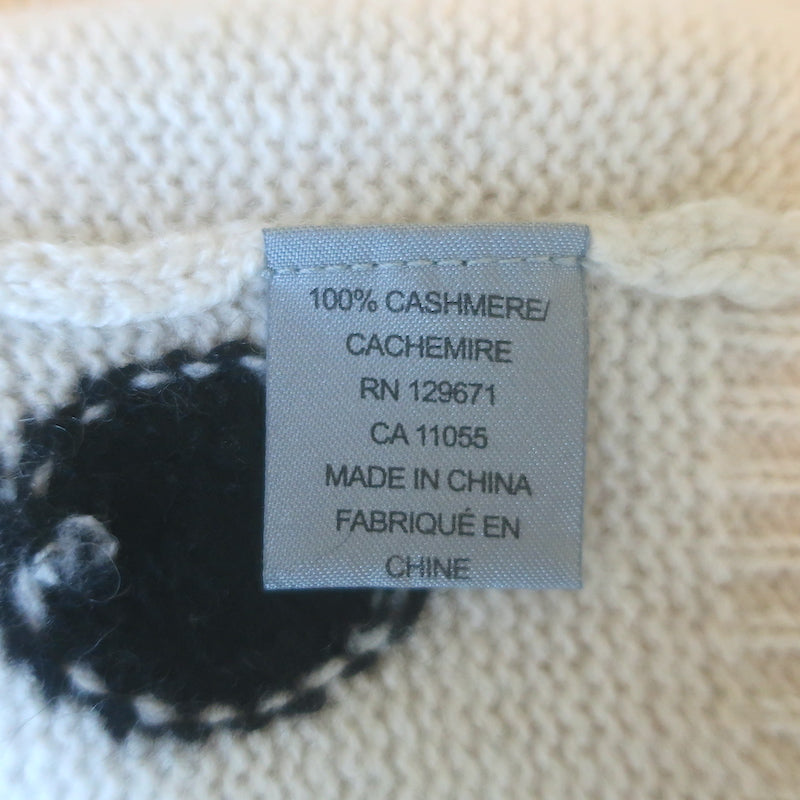 100% CASHMERE/
CACHEMIRE
RN 129671
CA 11055
MADE IN CHINA
FABRIQUÉ EN
CHINE